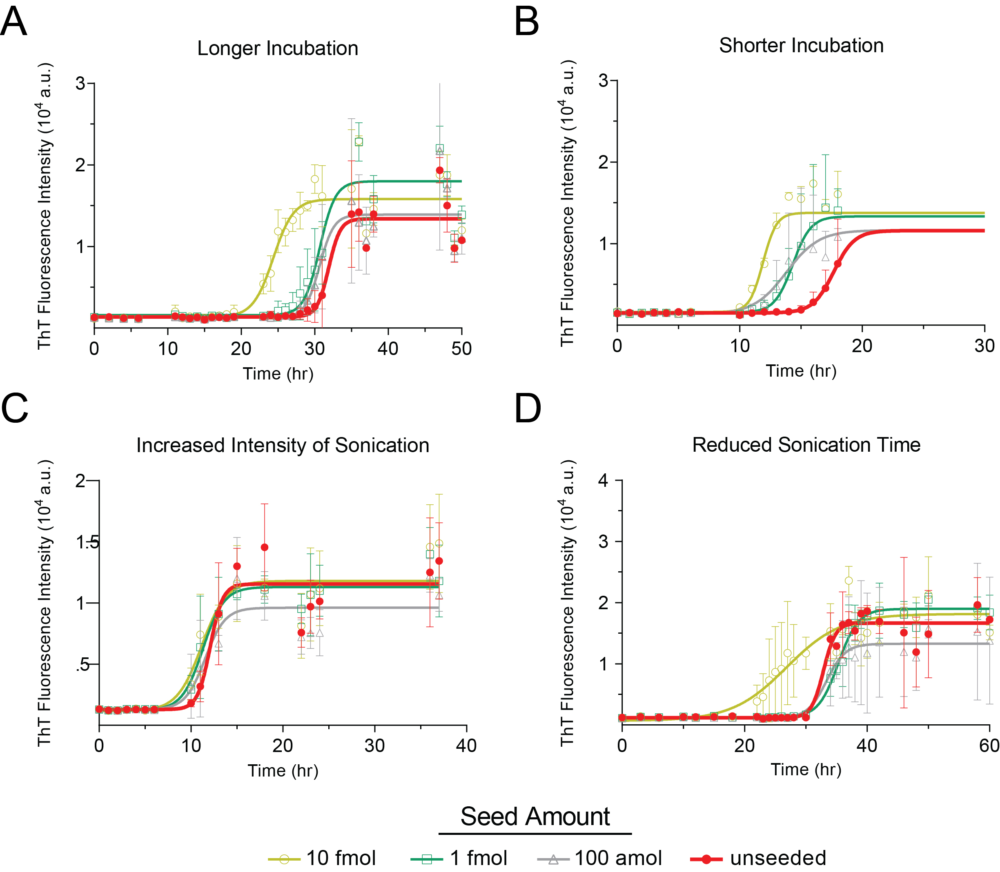 A
Longer Incubation
ThT Fluorescence Intensity (10⁴ a.u.)
3
2
1
0 10 20 30 40 50
Time (hr)
B
Shorter Incubation
ThT Fluorescence Intensity (10⁴ a.u.)
3
2
1
0 10 20 30
Time (hr)
C
Increased Intensity of Sonication
ThT Fluorescence Intensity (10⁴ a.u.)
2
1.5
1
.5
0 10 20 30 40
Time (hr)
D
Reduced Sonication Time
ThT Fluorescence Intensity (10⁴ a.u.)
4
3
2
1
0 20 40 60
Time (hr)
Seed Amount
10 fmol 1 fmol 100 amol unseeded